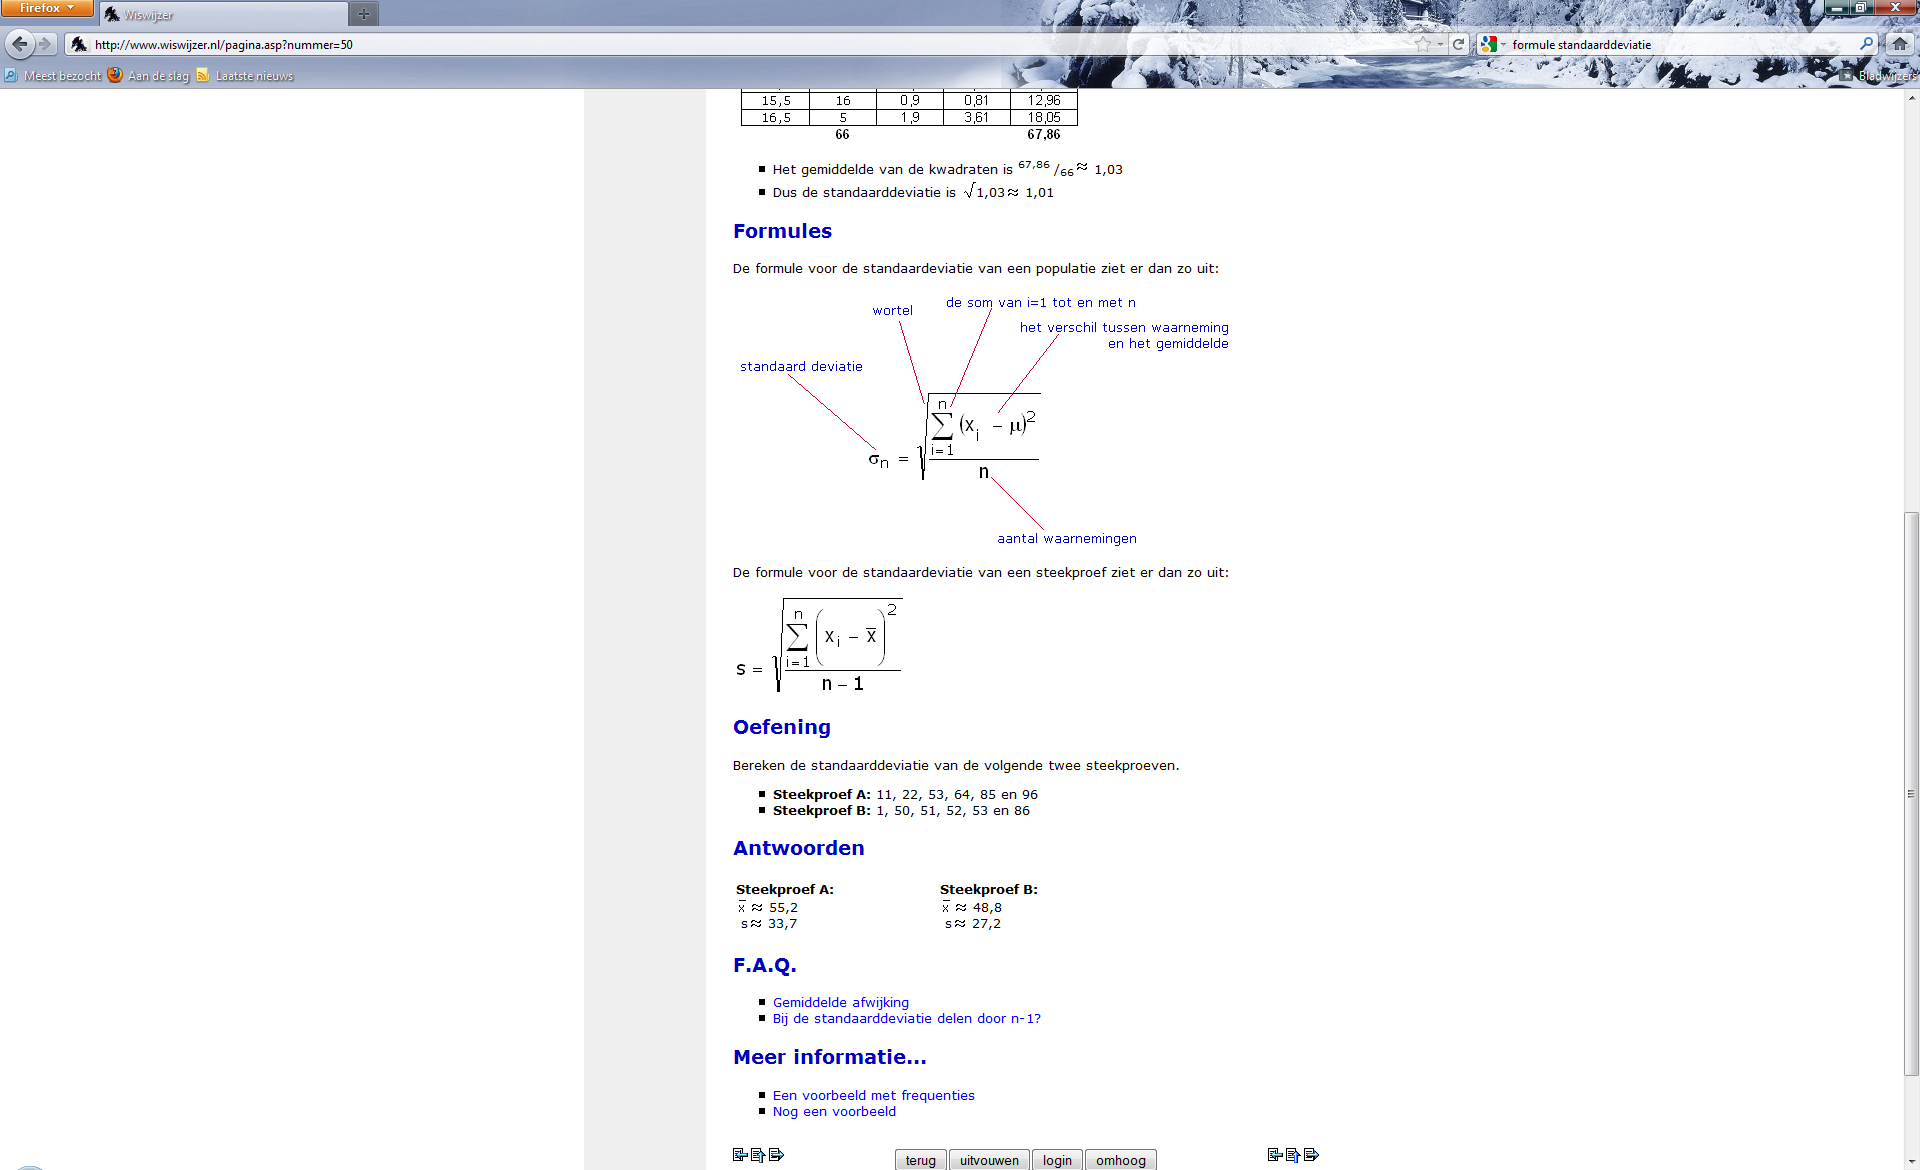 Firefox
Wiswijzer
http://www.wiswijzer.nl/pagina.asp?nummer=50
formule standaarddeviatie
Meest bezocht Aan de slag Laatste nieuws
Bladwijzers
15,5 16 0,9 0,81 12,96
16,5 5 1,9 3,61 18,05
66 67,86
Het gemiddelde van de kwadraten is 67,86/66 ≈ 1,03
Dus de standaarddeviatie is √1,03 ≈ 1,01
Formules
De formule voor de standaardeviatie van een populatie ziet er dan zo uit:
de som van i=1 tot en met n
wortel
het verschil tussen waarneming
en het gemiddelde
standaard deviatie
σn = √( n ∑ i=1 (xi − μ)2 / n )
aantal waarnemingen
De formule voor de standaardeviatie van een steekproef ziet er dan zo uit:
s = √( n ∑ i=1 (xi − x̅)2 / n − 1 )
Oefening
Bereken de standaarddeviatie van de volgende twee steekproeven.
Steekproef A: 11, 22, 53, 64, 85 en 96
Steekproef B: 1, 50, 51, 52, 53 en 86
Antwoorden
Steekproef A: Steekproef B:
x̅ ≈ 55,2 x̅ ≈ 48,8
s ≈ 33,7 s ≈ 27,2
F.A.Q.
Gemiddelde afwijking
Bij de standaarddeviatie delen door n-1?
Meer informatie...
Een voorbeeld met frequenties
Nog een voorbeeld
terug uitvouwen login omhoog